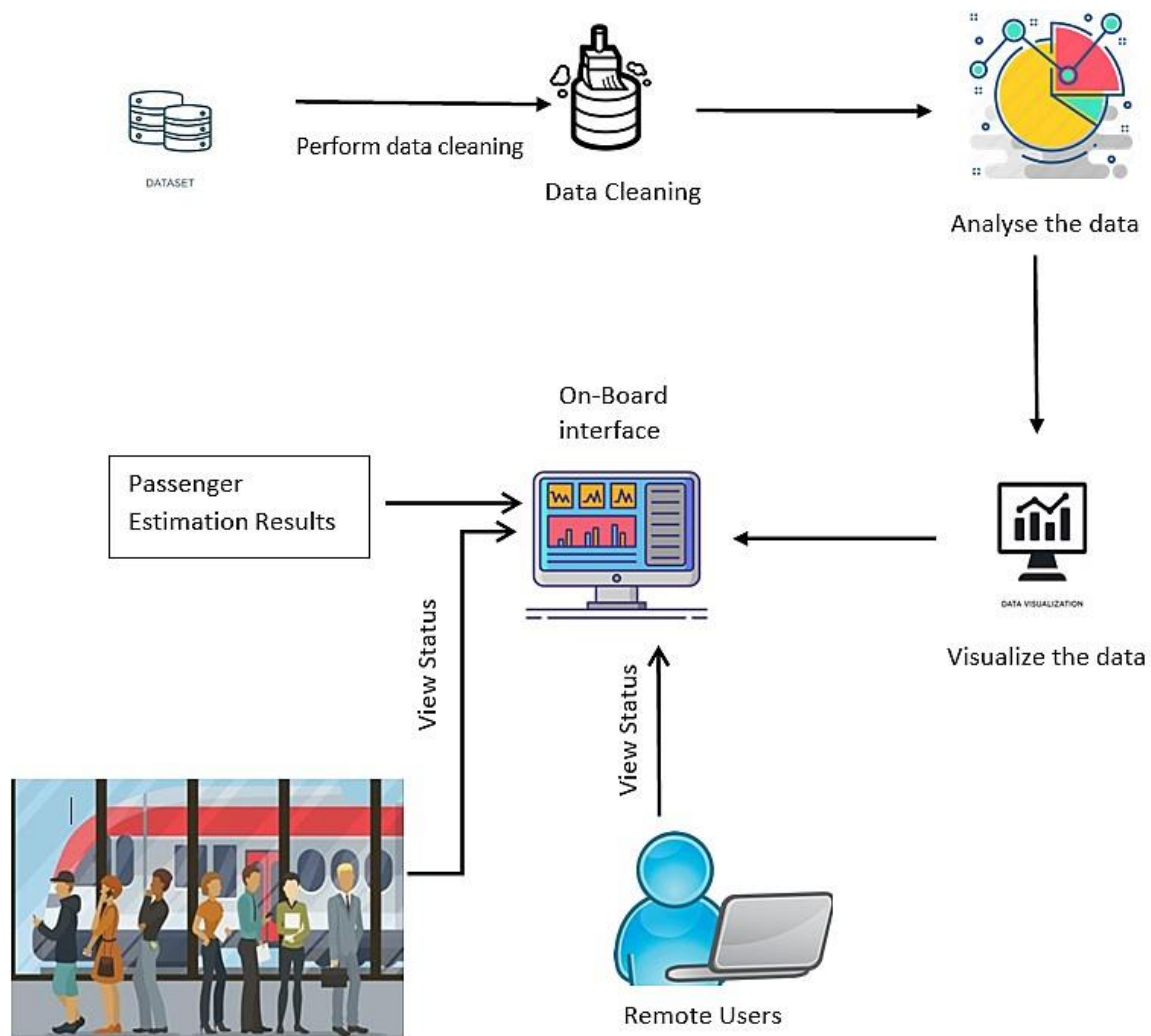 DATASET
Perform data cleaning
Data Cleaning
Analyse the data
On-Board
interface
Passenger
Estimation Results
View Status
DATA VISUALIZATION
Visualize the data
View Status
Remote Users